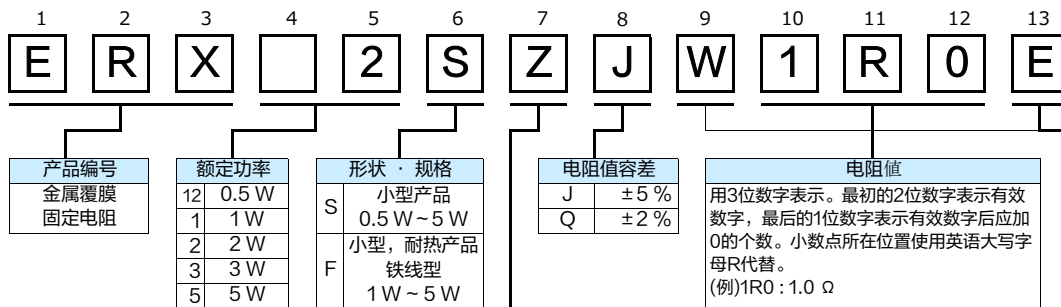 1 2 3 4 5 6 7 8 9 10 11 12 13
E R X 2 S Z J W 1 R 0 E
产品编号
金属覆膜
固定电阻
额定功率
12 0.5 W
1 1 W
2 2 W
3 3 W
5 5 W
形状 · 规格
S 小型产品
0.5 W~5 W
F 小型，耐热产品
铁线型
1 W ~ 5 W
电阻值容差
J ±5 %
Q ±2 %
电阻値
用3位数字表示。最初的2位数字表示有效
数字，最后的1位数字表示有效数字后应加
0的个数。小数点所在位置使用英语大写字
母R代替。
(例)1R0 : 1.0 Ω